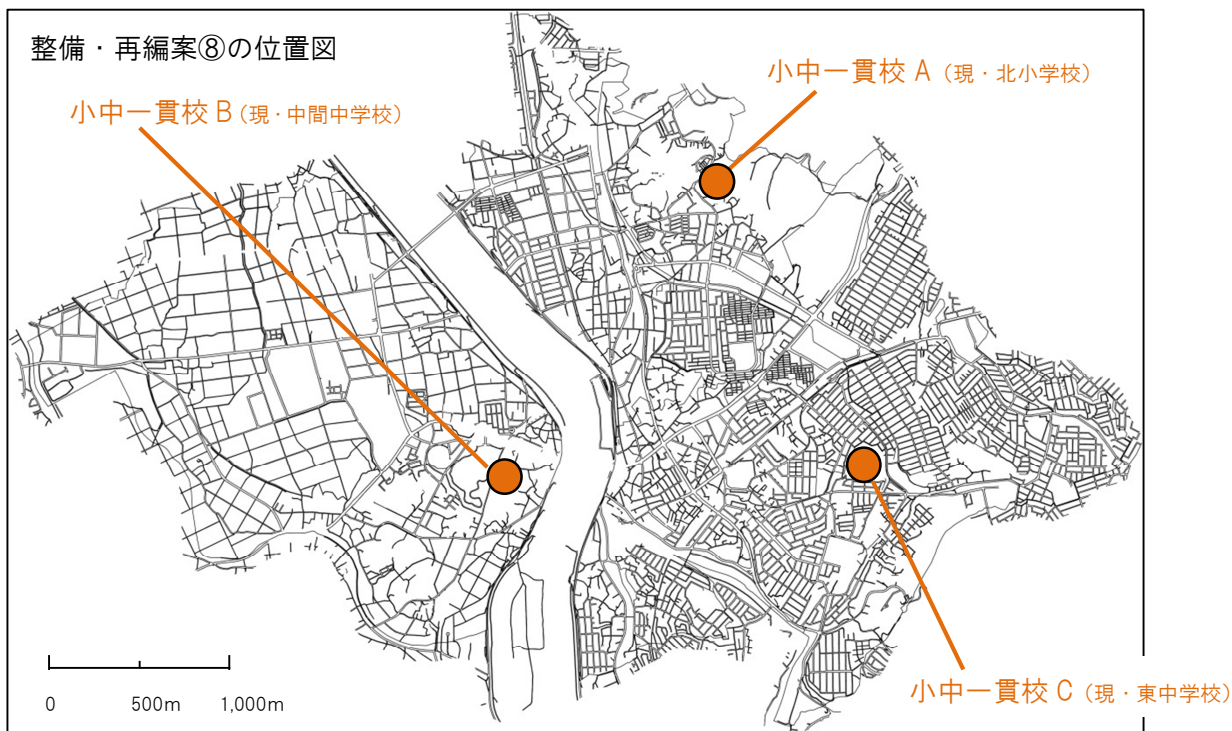 整備・再編案⑧の位置図
小中一貫校 A（現・北小学校）
小中一貫校 B（現・中間中学校）
小中一貫校 C（現・東中学校）
0 500m 1,000m